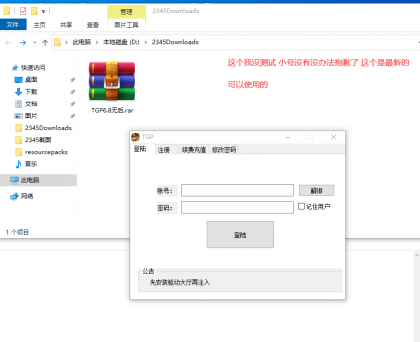 管理
2345Downloads
文件
主页
共享
查看
图片工具
此电脑 › 本地磁盘 (D:) › 2345Downloads
快速访问
桌面
下载
文档
图片
2345Downloads
2345截图
resourcepacks
音乐
此电脑
网络
1 个项目
TGP6.8无后.rar
这个我没测试 小号没有没办法抱歉了 这个是最新的
可以使用的
TGP
登陆 注册 续费充值 修改密码
账号:
解绑
密码:
记住用户
登陆
公告
先安装驱动大厅再注入